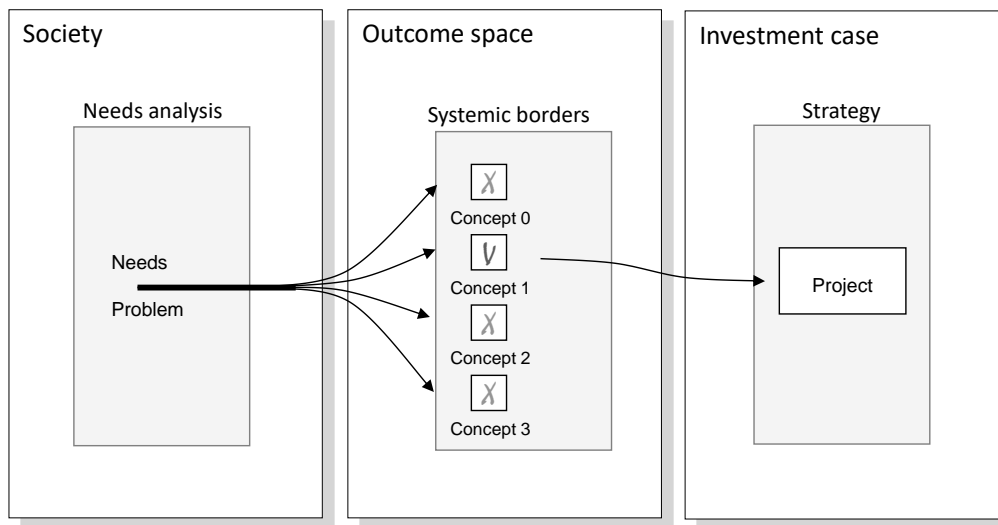 Society
Needs analysis
Needs
Problem
Outcome space
Systemic borders
X
Concept 0
V
Concept 1
X
Concept 2
X
Concept 3
Investment case
Strategy
Project